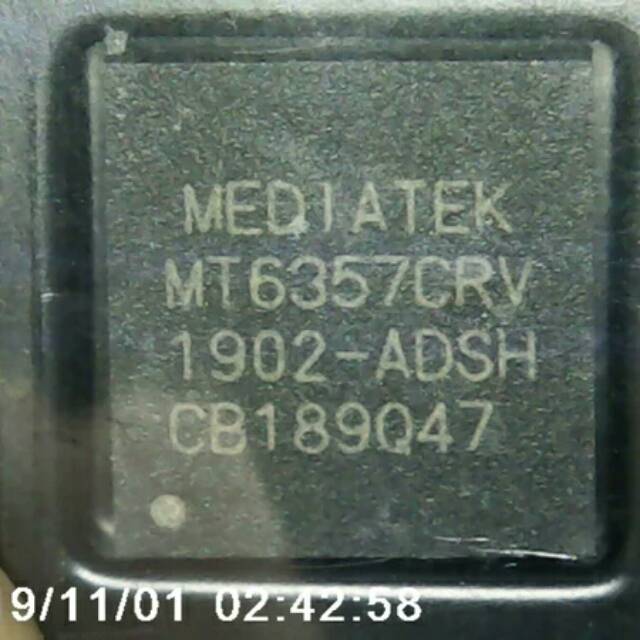 MEDIATEK
MT6357CRV
1902-ADSH
CB189Q47
9/11/01 02:42:58